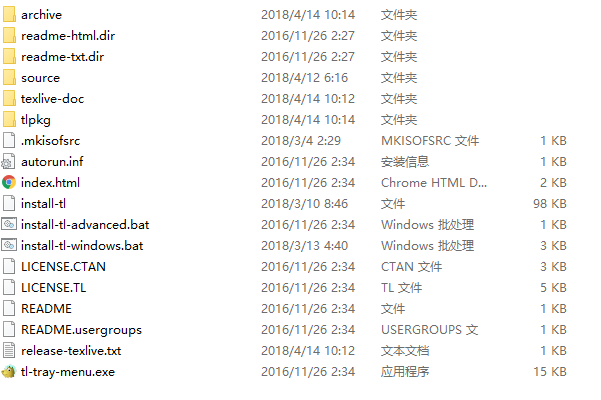 archive 2018/4/14 10:14 文件夹
readme-html.dir 2016/11/26 2:27 文件夹
readme-txt.dir 2016/11/26 2:27 文件夹
source 2018/4/12 6:16 文件夹
texlive-doc 2018/4/14 10:12 文件夹
tlpkg 2018/4/14 10:14 文件夹
.mkisofsrc 2018/3/4 2:29 MKISOFSRC 文件 1 KB
autorun.inf 2016/11/26 2:34 安装信息 1 KB
index.html 2016/11/26 2:34 Chrome HTML D... 2 KB
install-tl 2018/3/10 8:46 文件 98 KB
install-tl-advanced.bat 2016/11/26 2:34 Windows 批处理 1 KB
install-tl-windows.bat 2018/3/13 4:40 Windows 批处理 3 KB
LICENSE.CTAN 2016/11/26 2:34 CTAN 文件 3 KB
LICENSE.TL 2016/11/26 2:34 TL 文件 5 KB
README 2016/11/26 2:34 文件 1 KB
README.usergroups 2016/11/26 2:34 USERGROUPS 文 1 KB
release-texlive.txt 2018/4/14 10:12 文本文档 1 KB
tl-tray-menu.exe 2016/11/26 2:34 应用程序 15 KB